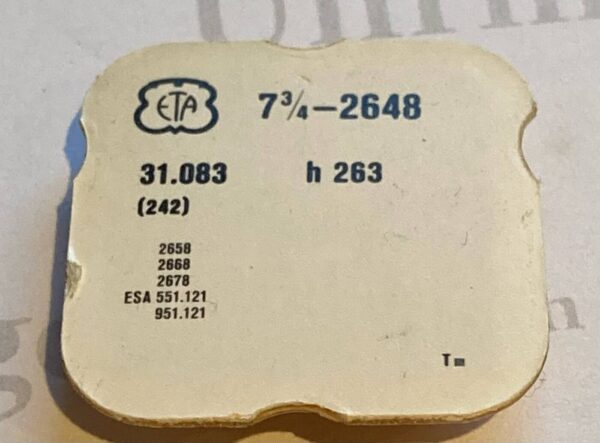 ETA 7¾–2648
31.083 h 263
(242)
2658
2668
2678
ESA 551.121
951.121
T